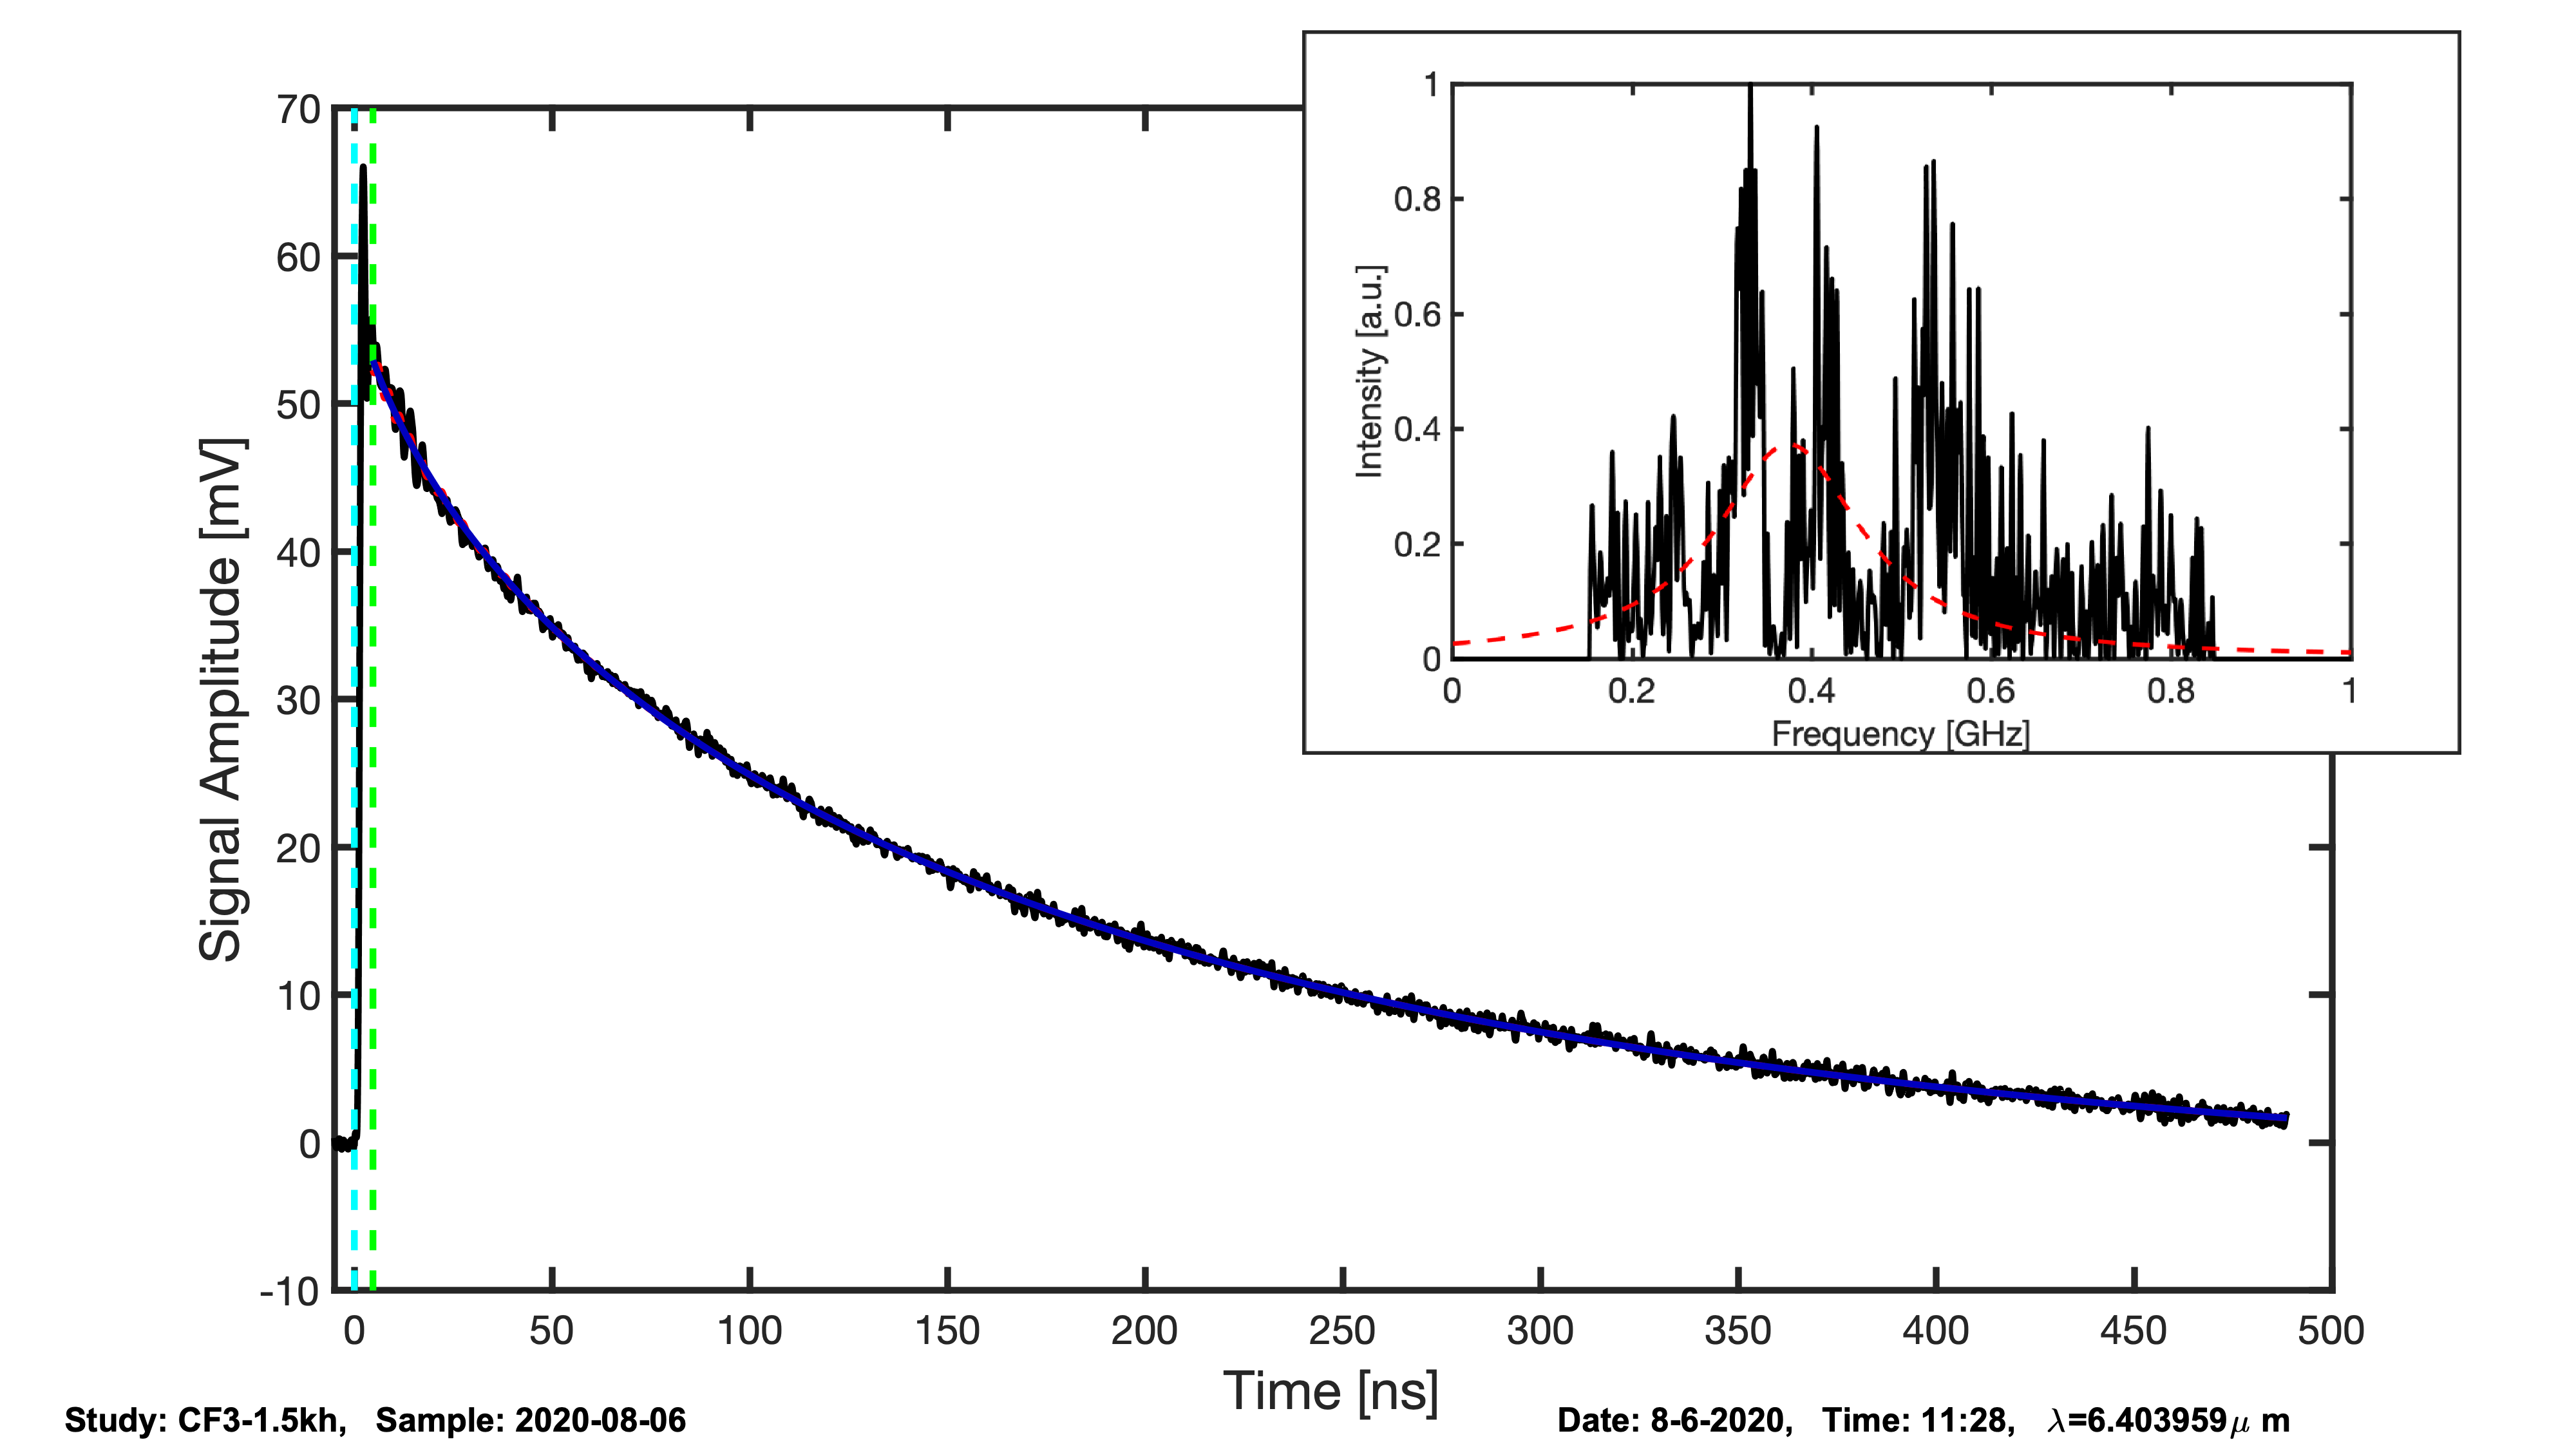 1
0.8
0.6
0.4
0.2
0
Intensity [a.u.]
0 0.2 0.4 0.6 0.8 1
Frequency [GHz]
70
60
50
40
30
20
10
0
-10
Signal Amplitude [mV]
0 50 100 150 200 250 300 350 400 450 500
Time [ns]
Study: CF3-1.5kh, Sample: 2020-08-06
Date: 8-6-2020, Time: 11:28, λ=6.403959μ m